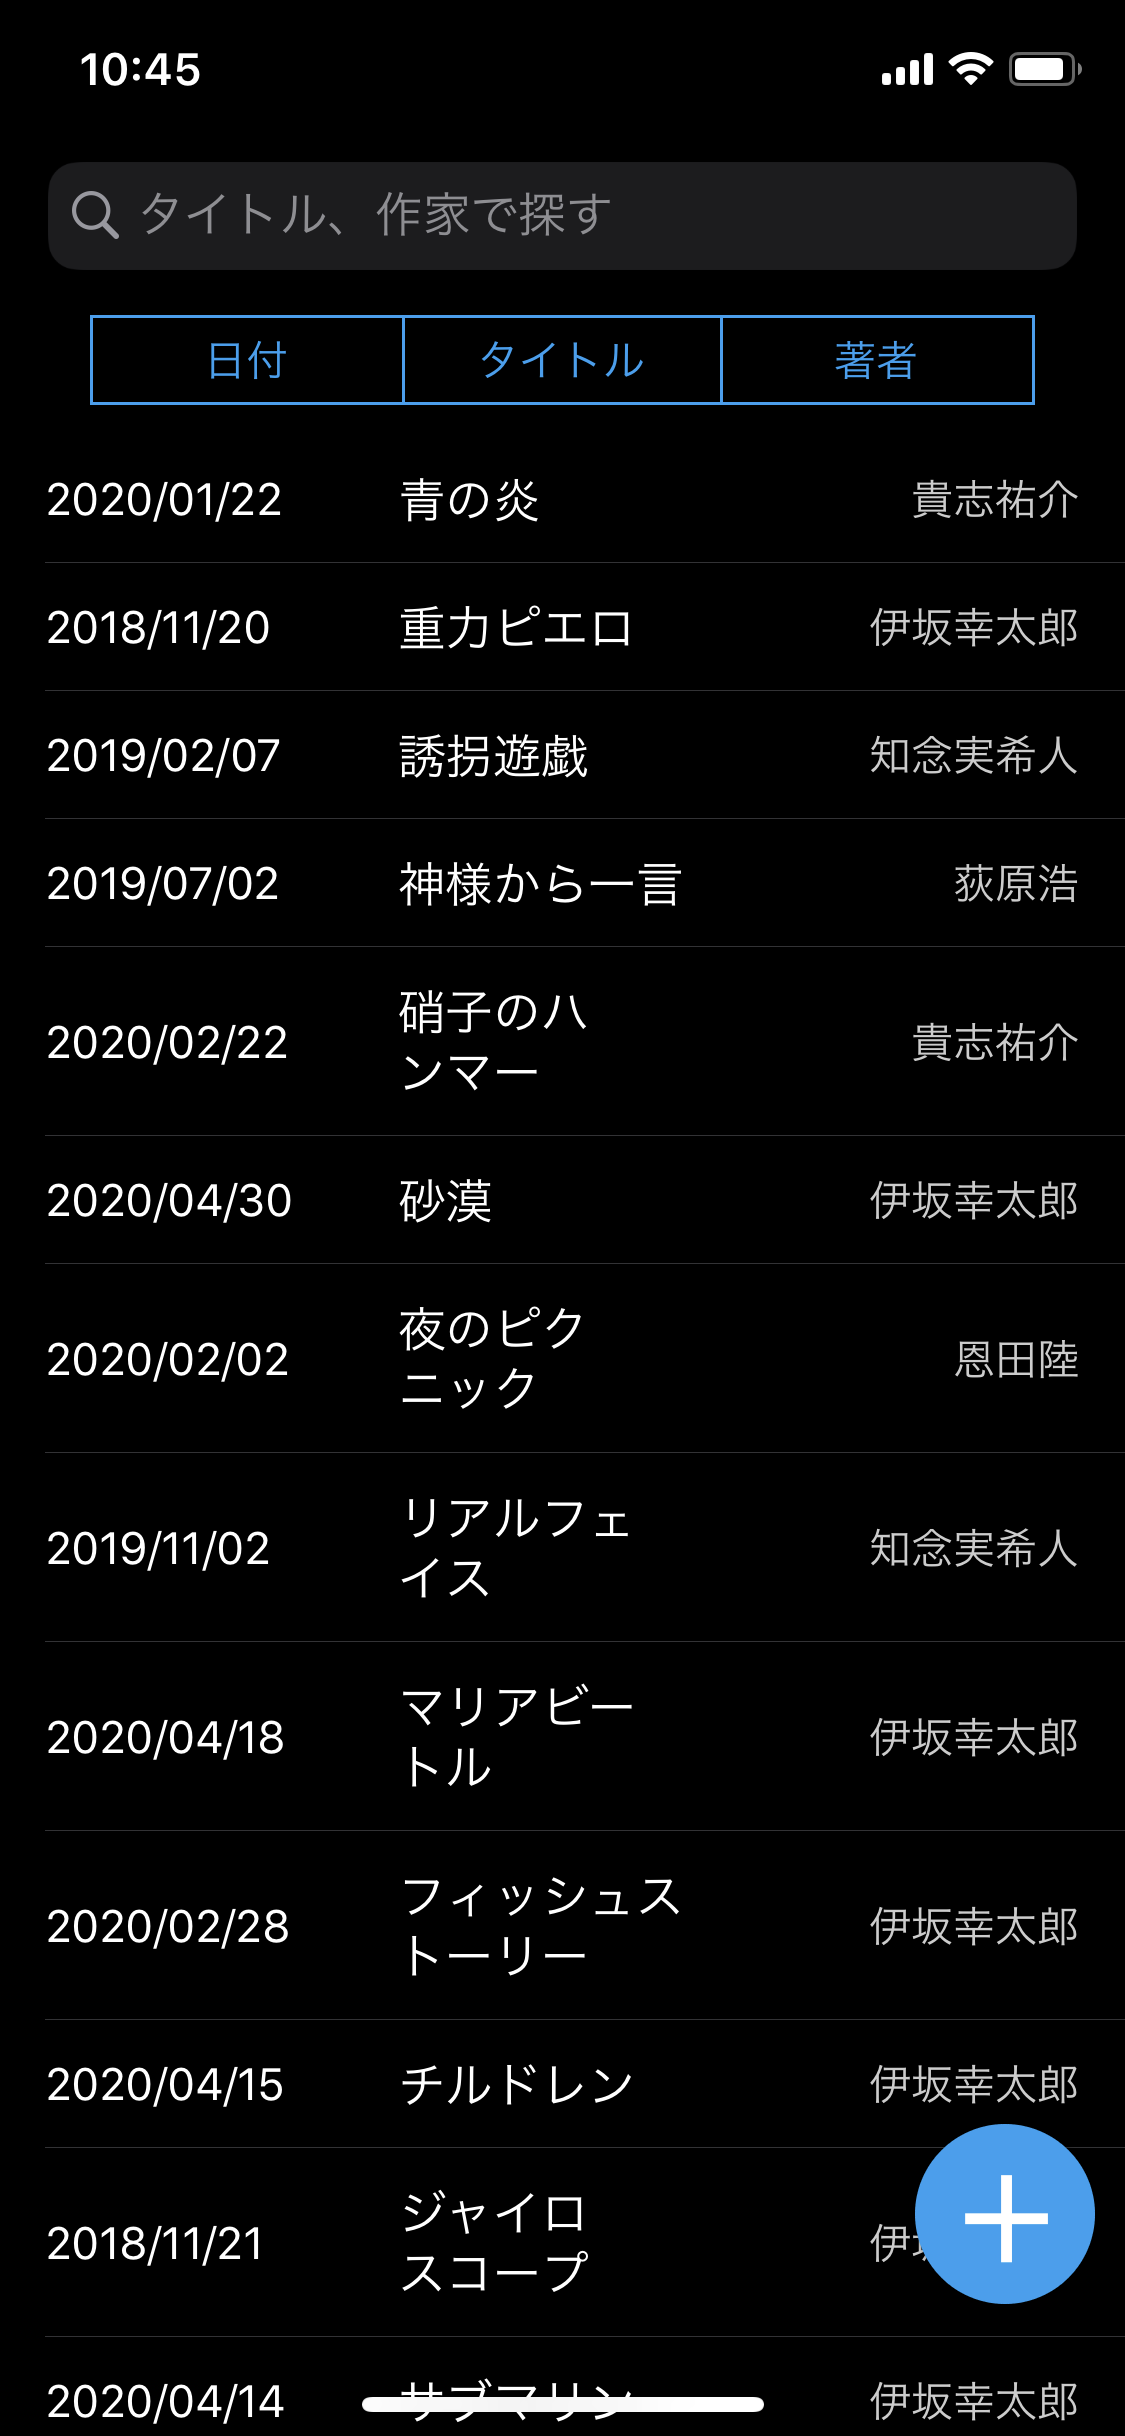 10:45
タイトル、作家で探す
日付 タイトル 著者
2020/01/22 青の炎 貴志祐介
2018/11/20 重力ピエロ 伊坂幸太郎
2019/02/07 誘拐遊戯 知念実希人
2019/07/02 神様から一言 荻原浩
2020/02/22 硝子のハ
ンマー 貴志祐介
2020/04/30 砂漠 伊坂幸太郎
2020/02/02 夜のピク
ニック 恩田陸
2019/11/02 リアルフェ
イス 知念実希人
2020/04/18 マリアビー
トル 伊坂幸太郎
2020/02/28 フィッシュス
トーリー 伊坂幸太郎
2020/04/15 チルドレン 伊坂幸太郎
2018/11/21 ジャイロ
スコープ 伊
2020/04/14 サブマリン 伊坂幸太郎